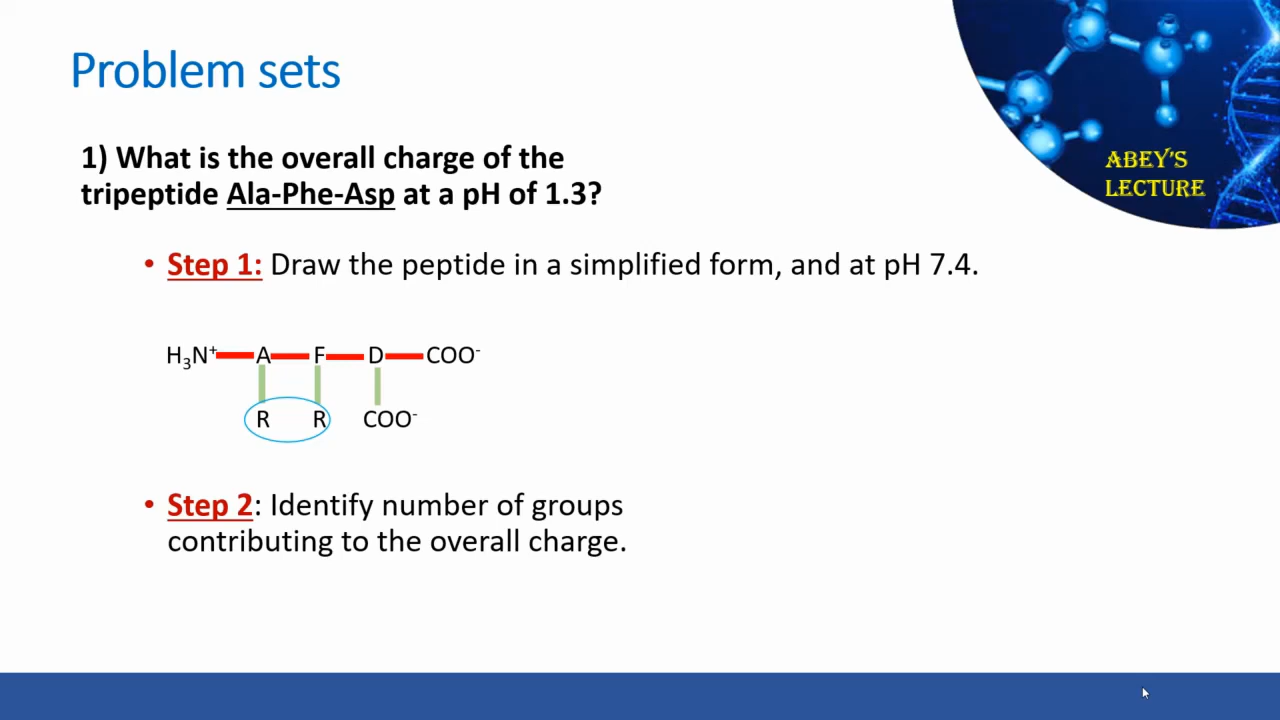 Problem sets
ABEY'S
LECTURE
1) What is the overall charge of the
tripeptide Ala-Phe-Asp at a pH of 1.3?
• Step 1: Draw the peptide in a simplified form, and at pH 7.4.
H₃N⁺ A F D COO⁻
R R COO⁻
• Step 2: Identify number of groups
contributing to the overall charge.